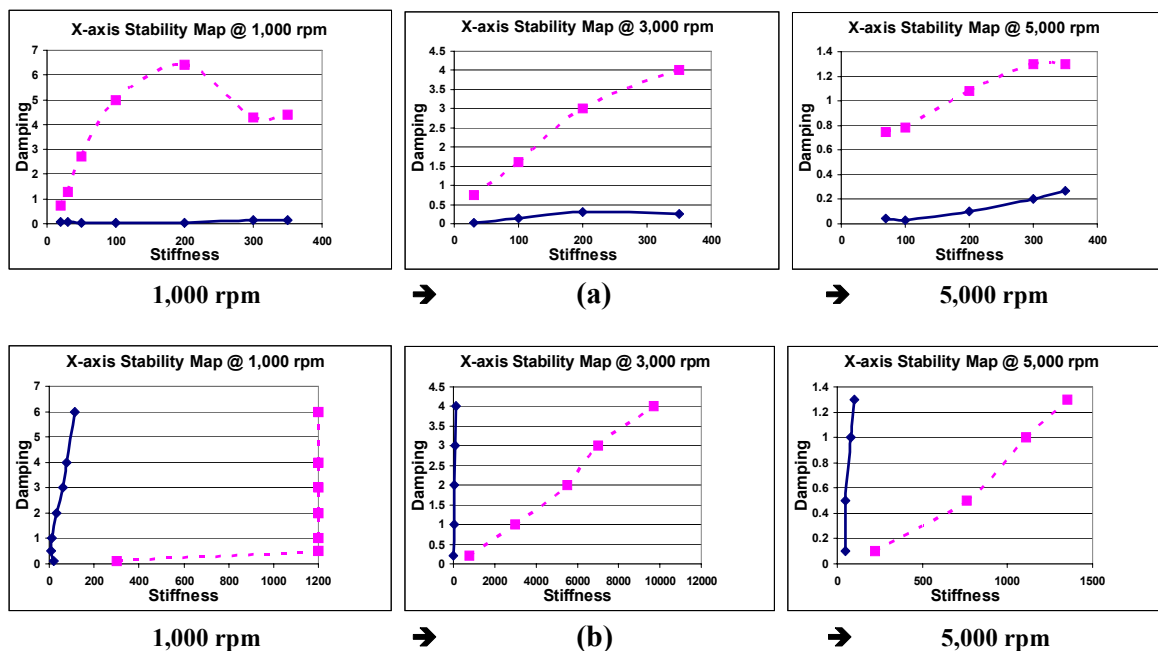 X-axis Stability Map @ 1,000 rpm
7
6
5
4
3
2
1
0
0 100 200 300 400
Damping
Stiffness
X-axis Stability Map @ 3,000 rpm
4.5
4
3.5
3
2.5
2
1.5
1
0.5
0
0 100 200 300 400
Damping
Stiffness
X-axis Stability Map @ 5,000 rpm
1.4
1.2
1
0.8
0.6
0.4
0.2
0
0 100 200 300 400
Damping
Stiffness
1,000 rpm ➔ (a) ➔ 5,000 rpm
X-axis Stability Map @ 1,000 rpm
7
6
5
4
3
2
1
0
0 200 400 600 800 1000 1200
Damping
Stiffness
X-axis Stability Map @ 3,000 rpm
4.5
4
3.5
3
2.5
2
1.5
1
0.5
0
0 2000 4000 6000 8000 10000 12000
Damping
Stiffness
X-axis Stability Map @ 5,000 rpm
1.4
1.2
1
0.8
0.6
0.4
0.2
0
0 500 1000 1500
Damping
Stiffness
1,000 rpm ➔ (b) ➔ 5,000 rpm